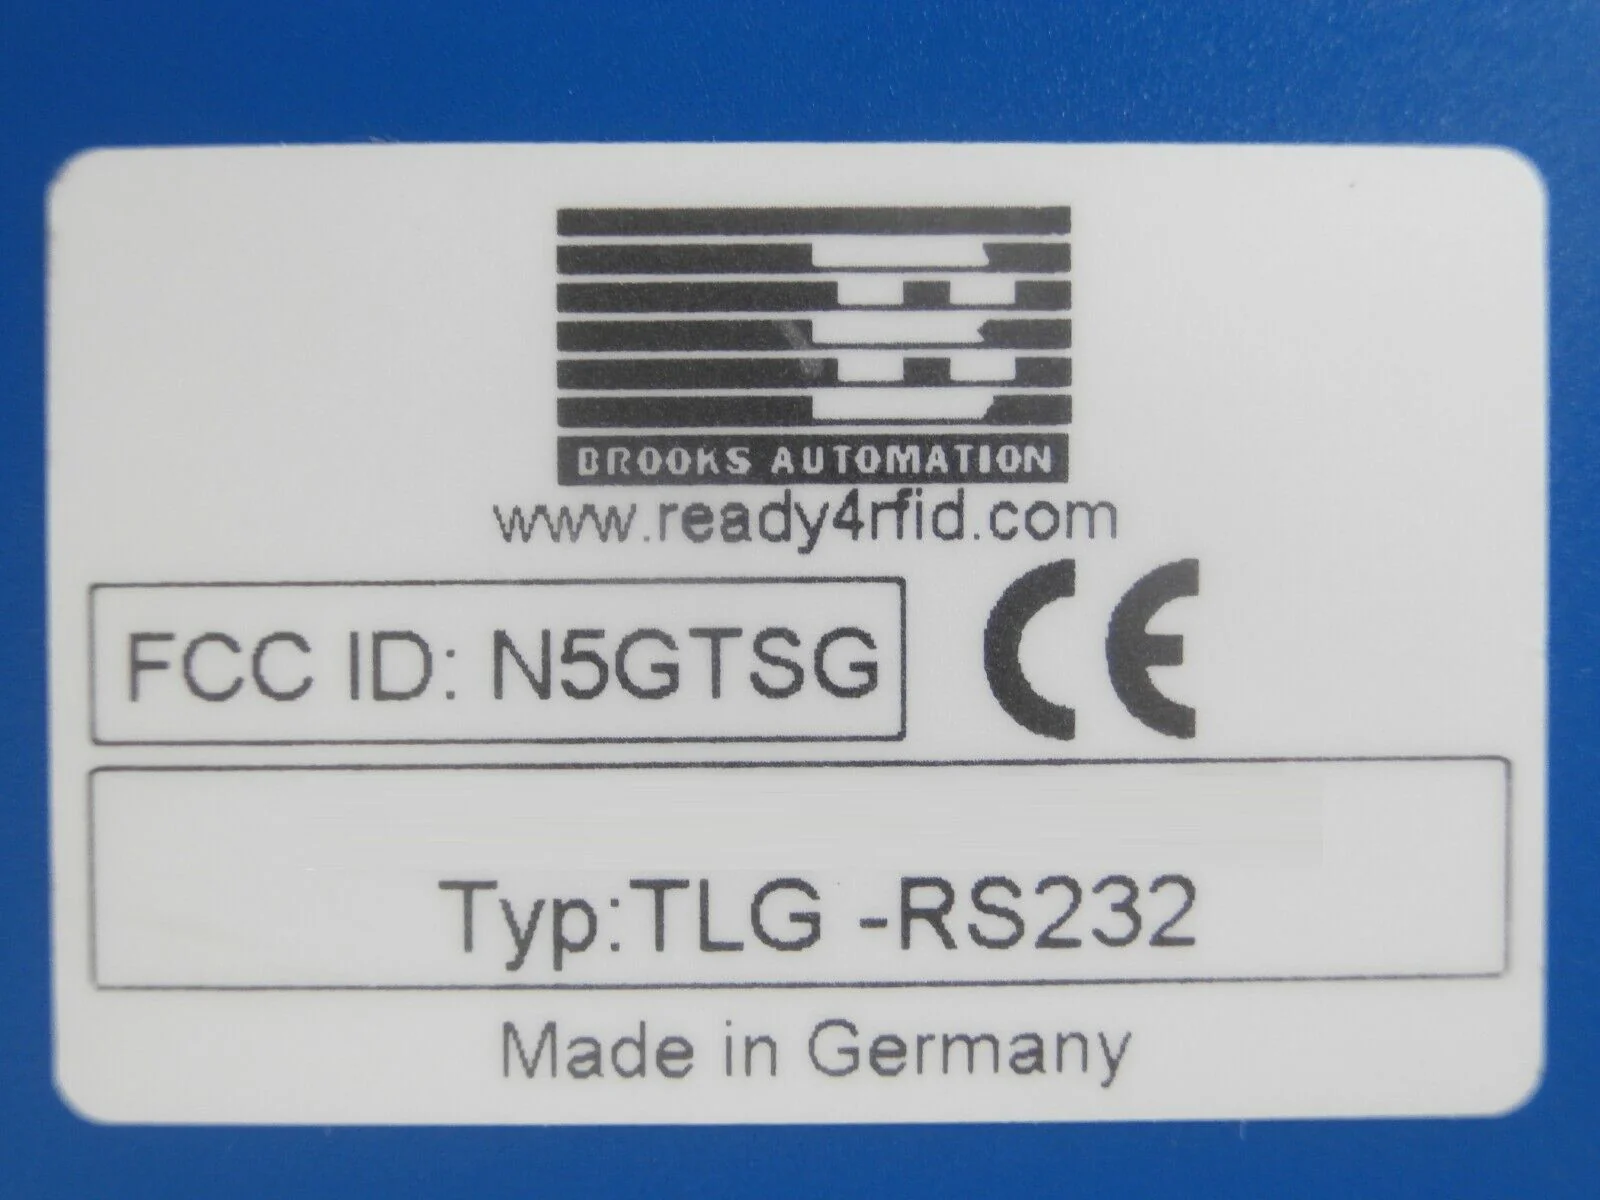 BROOKS AUTOMATION
www.ready4rfid.com
FCC ID: N5GTSG
CE
Typ:TLG -RS232
Made in Germany